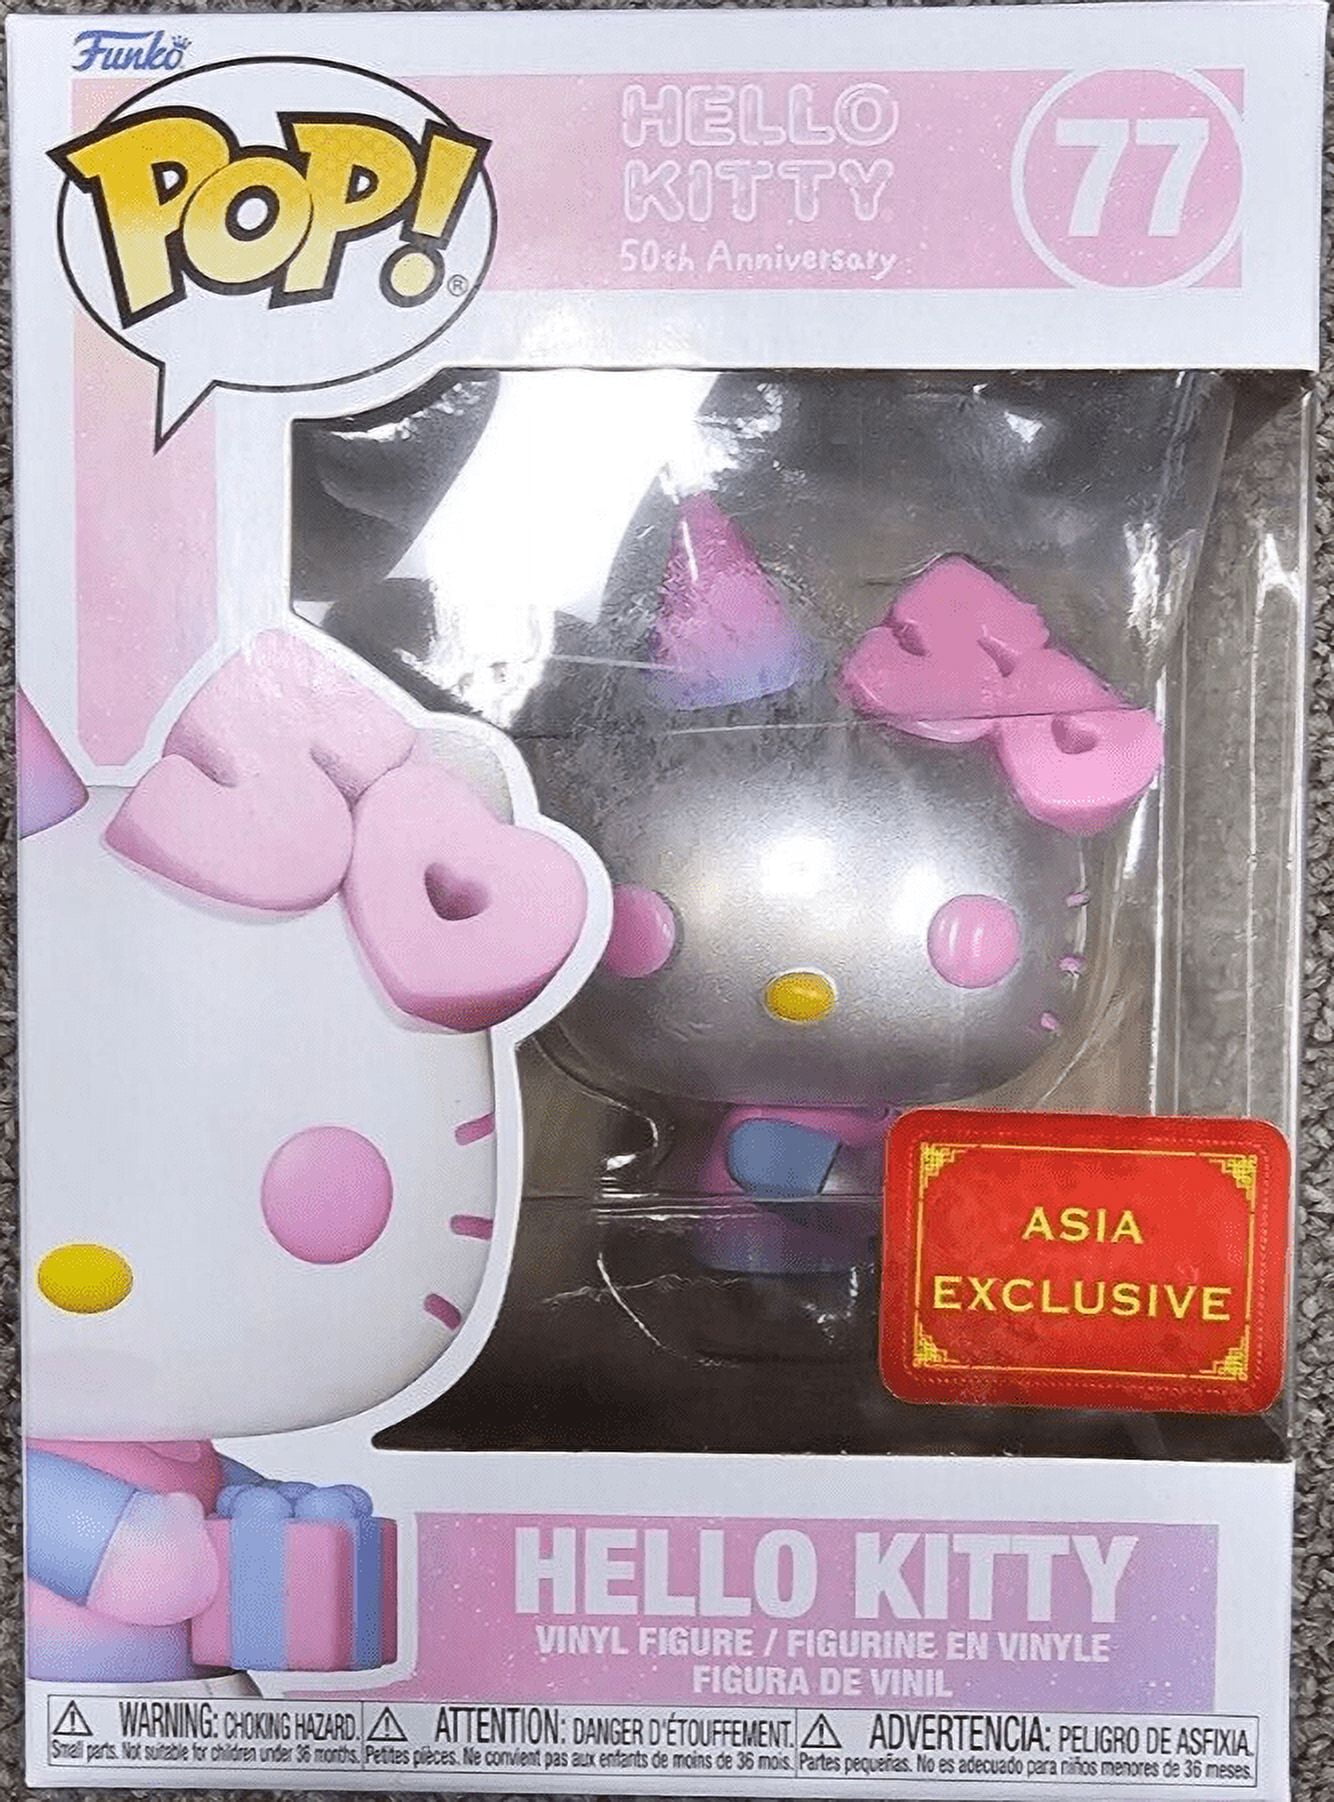 Funko
POP!®
HELLO
KITTY
50th Anniversary
77
ASIA
EXCLUSIVE
HELLO KITTY
VINYL FIGURE / FIGURINE EN VINYLE
FIGURA DE VINIL
WARNING: CHOKING HAZARD.
Small parts. Not suitable for children under 36 months.
ATTENTION: DANGER D'ÉTOUFFEMENT.
Petites pièces. Ne convient pas aux enfants de moins de 36 mois.
ADVERTENCIA: PELIGRO DE ASFIXIA.
Partes pequeñas. No es adecuado para niños menores de 36 meses.